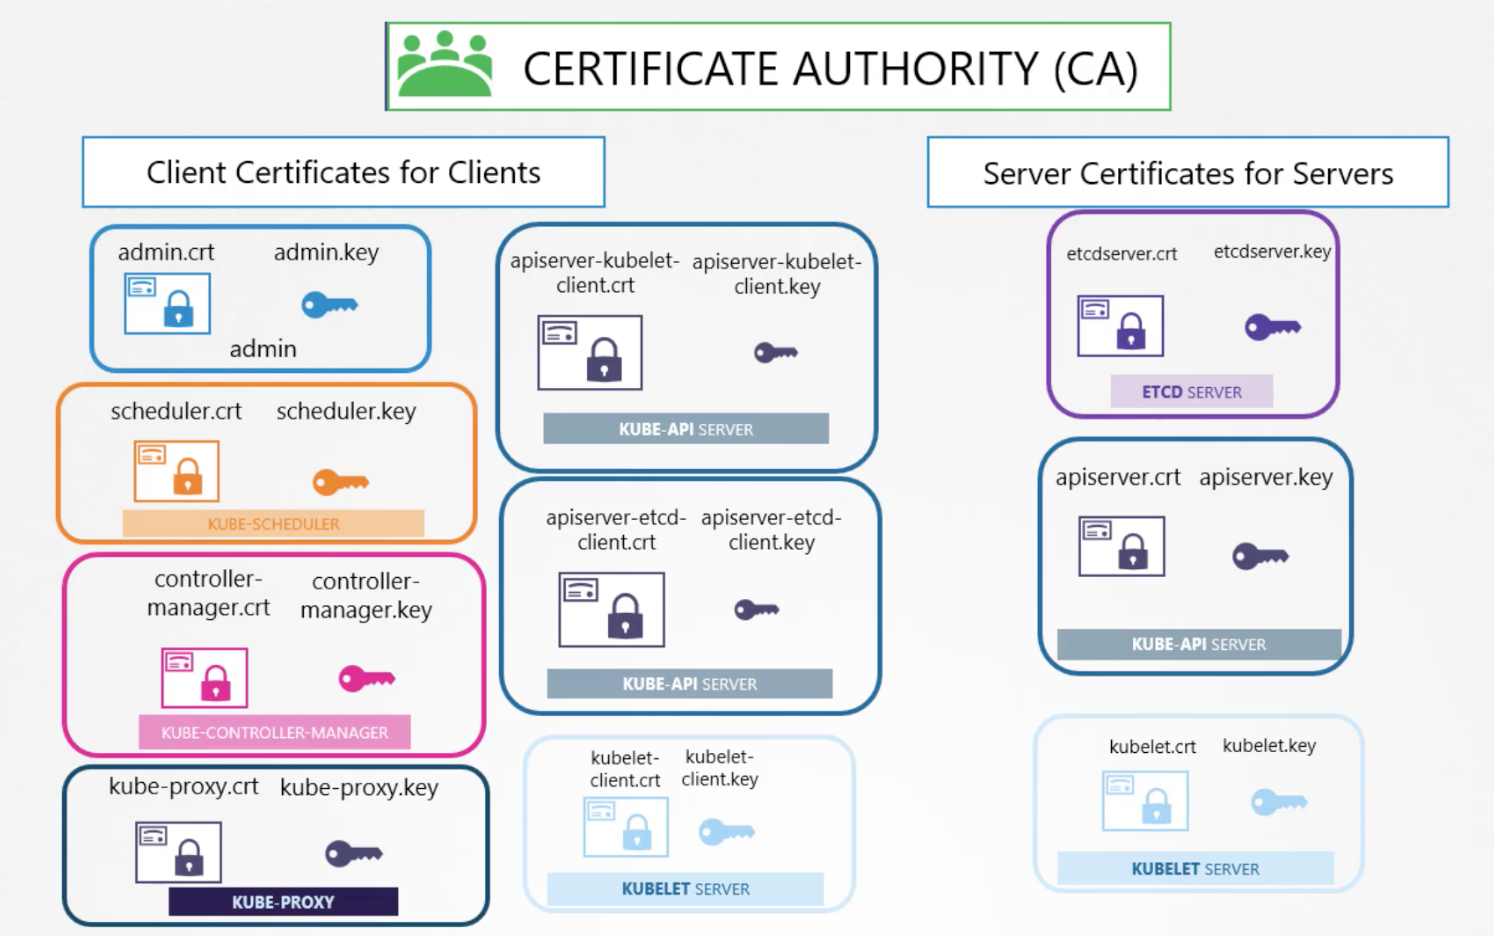 CERTIFICATE AUTHORITY (CA)
Client Certificates for Clients
Server Certificates for Servers
admin.crt admin.key
admin
scheduler.crt scheduler.key
KUBE-SCHEDULER
controller-
manager.crt
controller-
manager.key
KUBE-CONTROLLER-MANAGER
kube-proxy.crt kube-proxy.key
KUBE-PROXY
apiserver-kubelet-
client.crt
apiserver-kubelet-
client.key
KUBE-API SERVER
apiserver-etcd-
client.crt
apiserver-etcd-
client.key
KUBE-API SERVER
kubelet-
client.crt
kubelet-
client.key
KUBELET SERVER
etcdserver.crt etcdserver.key
ETCD SERVER
apiserver.crt apiserver.key
KUBE-API SERVER
kubelet.crt kubelet.key
KUBELET SERVER